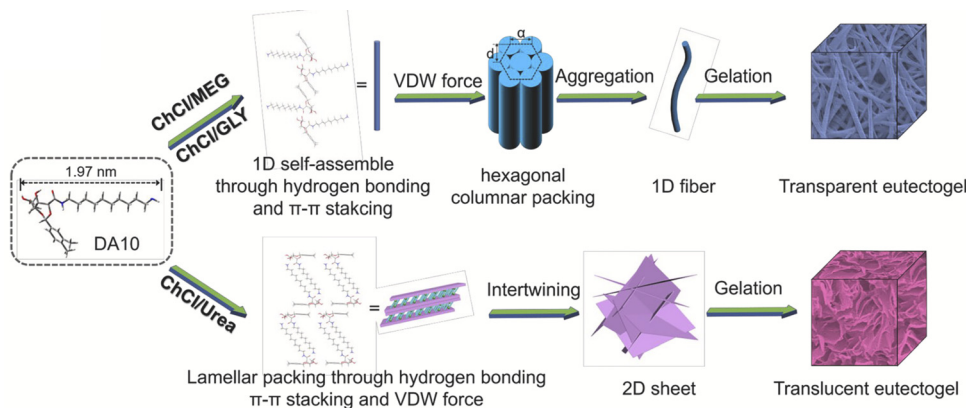 ChCl/MEG
ChCl/GLY
=
VDW force
α
d
Aggregation
Gelation
1D self-assemble
through hydrogen bonding
and π-π stakcing
hexagonal
columnar packing
1D fiber
Transparent eutectogel
1.97 nm
DA10
ChCl/Urea
=
Intertwining
Gelation
Lamellar packing through hydrogen bonding
π-π stacking and VDW force
2D sheet
Translucent eutectogel